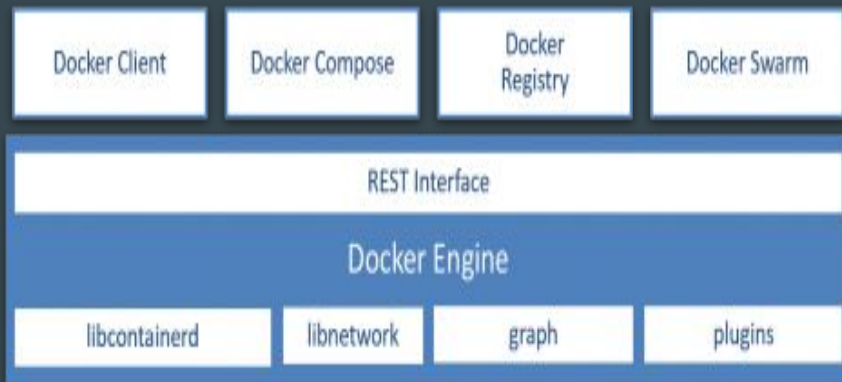 Docker Client
Docker Compose
Docker
Registry
Docker Swarm
REST Interface
Docker Engine
libcontainerd
libnetwork
graph
plugins